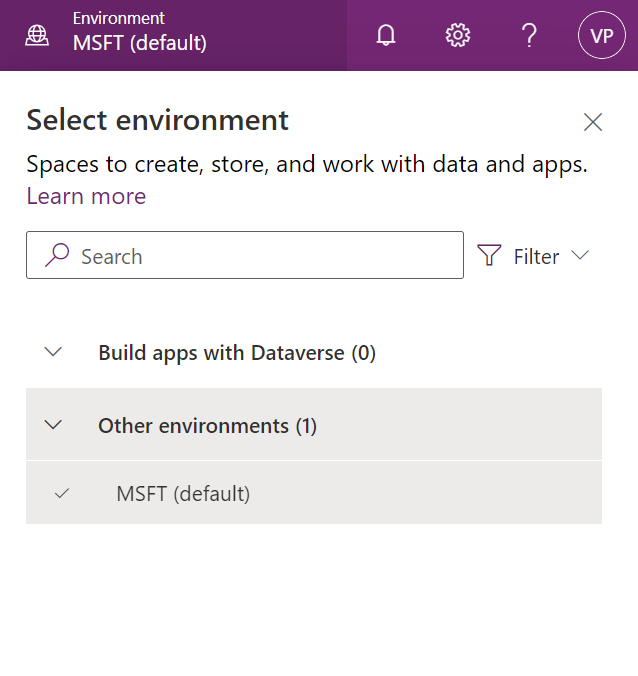 Environment
MSFT (default)
VP
Select environment
Spaces to create, store, and work with data and apps.
Learn more
Search
Filter
Build apps with Dataverse (0)
Other environments (1)
MSFT (default)